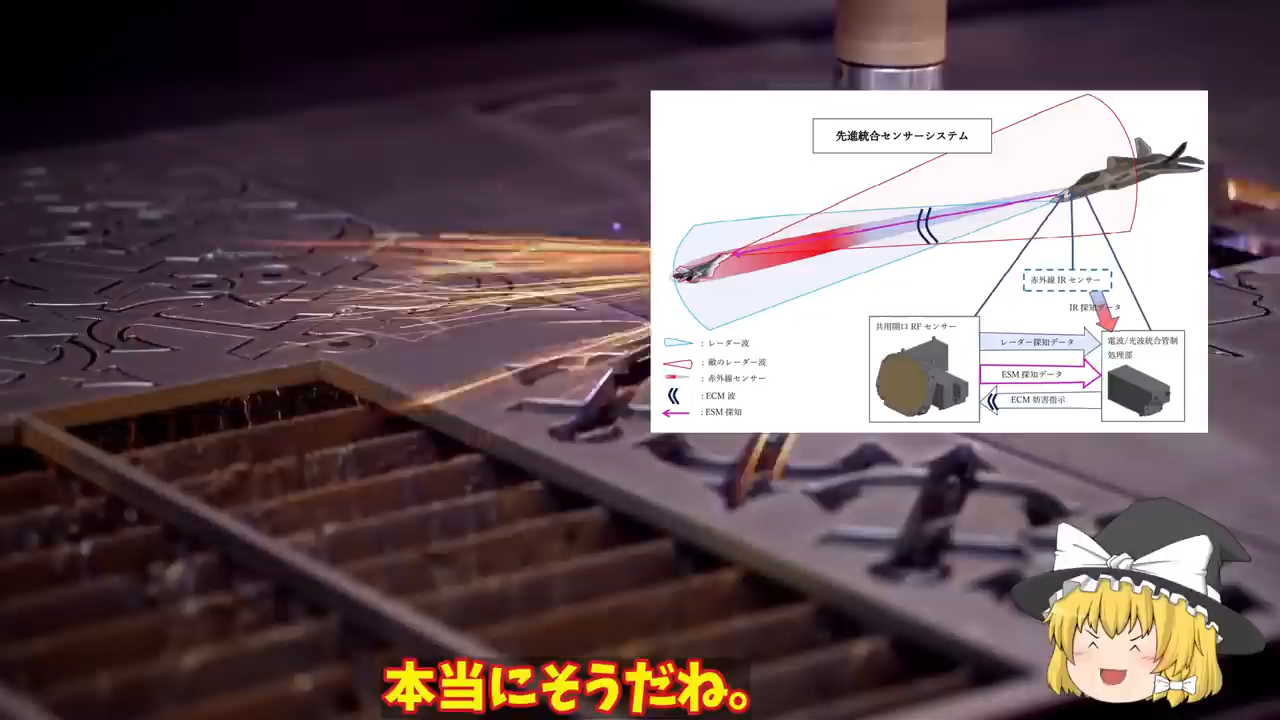 先進統合センサーシステム
赤外線 IR センサー
IR 探知データ
共用開口 RF センサー
レーダー探知データ
電波/光波統合管制
処理部
ESM 探知データ
ECM 妨害指示
：レーダー波
：敵のレーダー波
：赤外線センサー
：ECM 波
：ESM 探知
本当にそうだね。